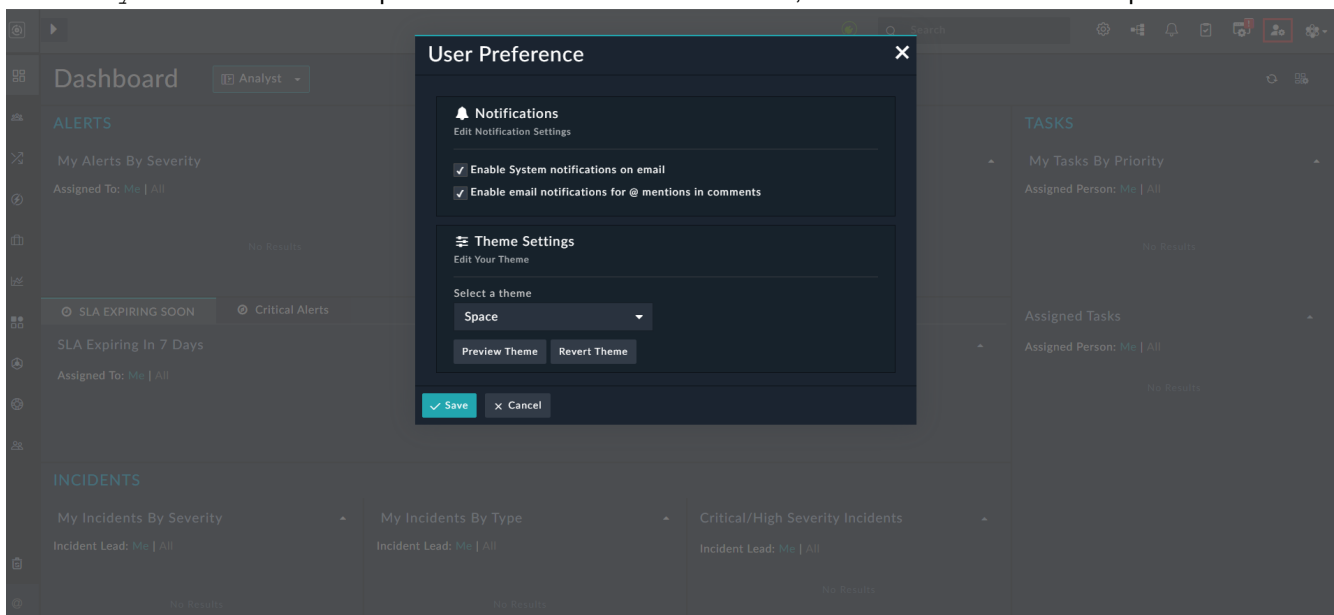 Search
User Preference
Dashboard
Analyst
Notifications
Edit Notification Settings
ALERTS
TASKS
My Alerts By Severity
My Tasks By Priority
Enable System notifications on email
Assigned To: Me | All
Assigned Person: Me | All
Enable email notifications for @ mentions in comments
No Results
No Results
Theme Settings
Edit Your Theme
Select a theme
SLA EXPIRING SOON
Critical Alerts
Space
Assigned Tasks
SLA Expiring In 7 Days
Assigned Person: Me | All
Preview Theme
Revert Theme
Assigned To: Me | All
No Results
Save
Cancel
INCIDENTS
My Incidents By Severity
My Incidents By Type
Critical/High Severity Incidents
Incident Lead: Me | All
Incident Lead: Me | All
Incident Lead: Me | All
No Results
No Results
No Results